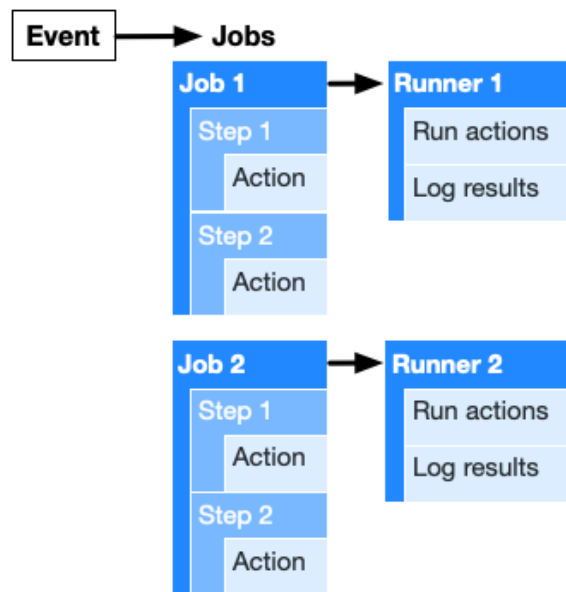 Event
Jobs
Job 1
Step 1
Action
Step 2
Action
Runner 1
Run actions
Log results
Job 2
Step 1
Action
Step 2
Action
Runner 2
Run actions
Log results